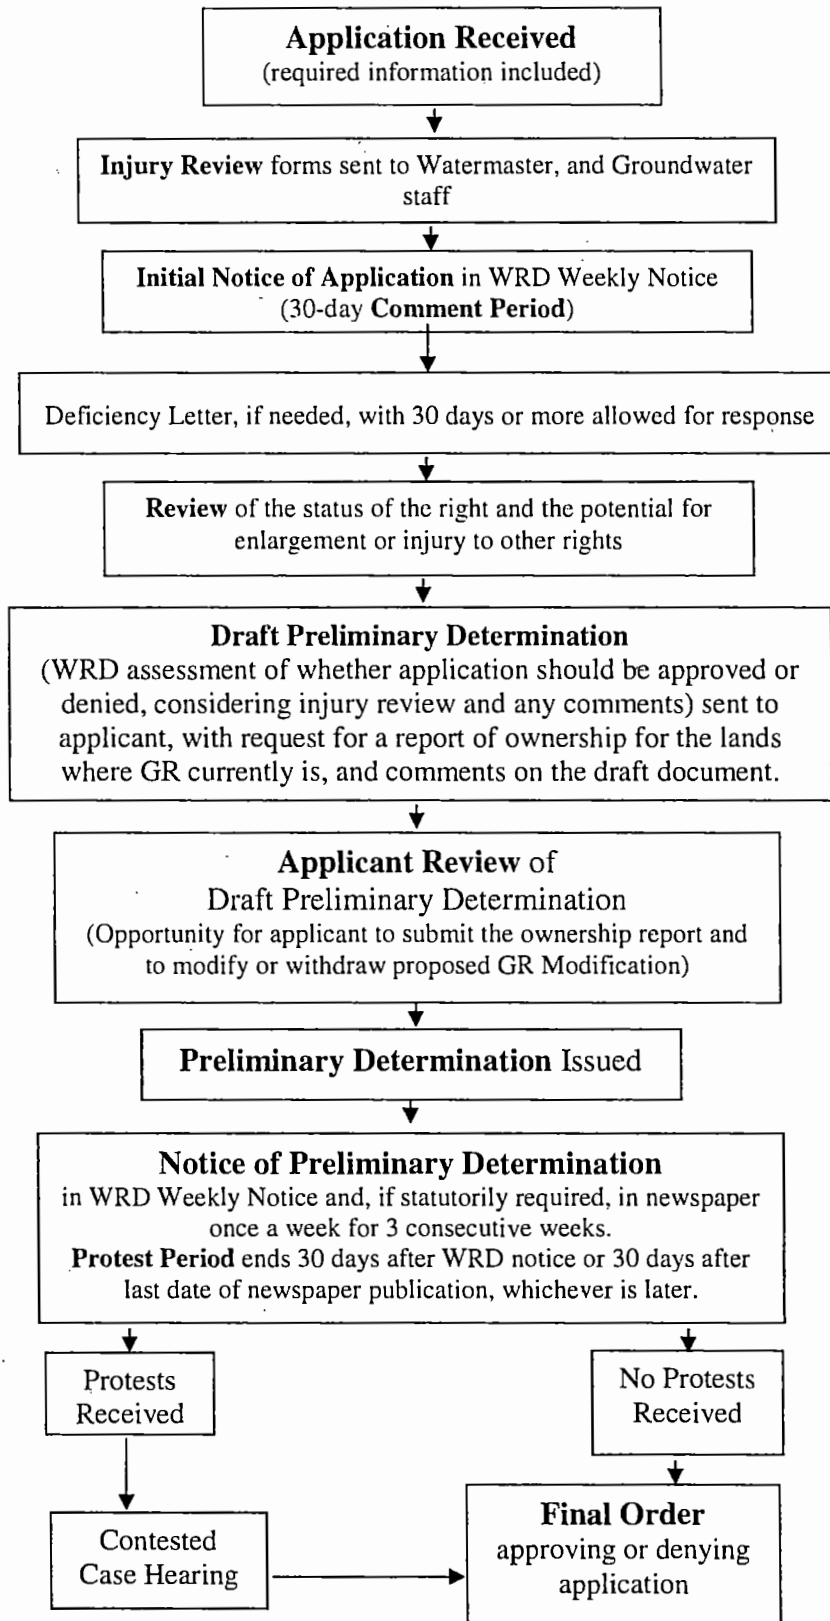 Application Received
(required information included)
Injury Review forms sent to Watermaster, and Groundwater
staff
Initial Notice of Application in WRD Weekly Notice
(30-day Comment Period)
Deficiency Letter, if needed, with 30 days or more allowed for response
Review of the status of the right and the potential for
enlargement or injury to other rights
Draft Preliminary Determination
(WRD assessment of whether application should be approved or
denied, considering injury review and any comments) sent to
applicant, with request for a report of ownership for the lands
where GR currently is, and comments on the draft document.
Applicant Review of
Draft Preliminary Determination
(Opportunity for applicant to submit the ownership report and
to modify or withdraw proposed GR Modification)
Preliminary Determination Issued
Notice of Preliminary Determination
in WRD Weekly Notice and, if statutorily required, in newspaper
once a week for 3 consecutive weeks.
Protest Period ends 30 days after WRD notice or 30 days after
last date of newspaper publication, whichever is later.
Protests
Received
No Protests
Received
Contested
Case Hearing
Final Order
approving or denying
application